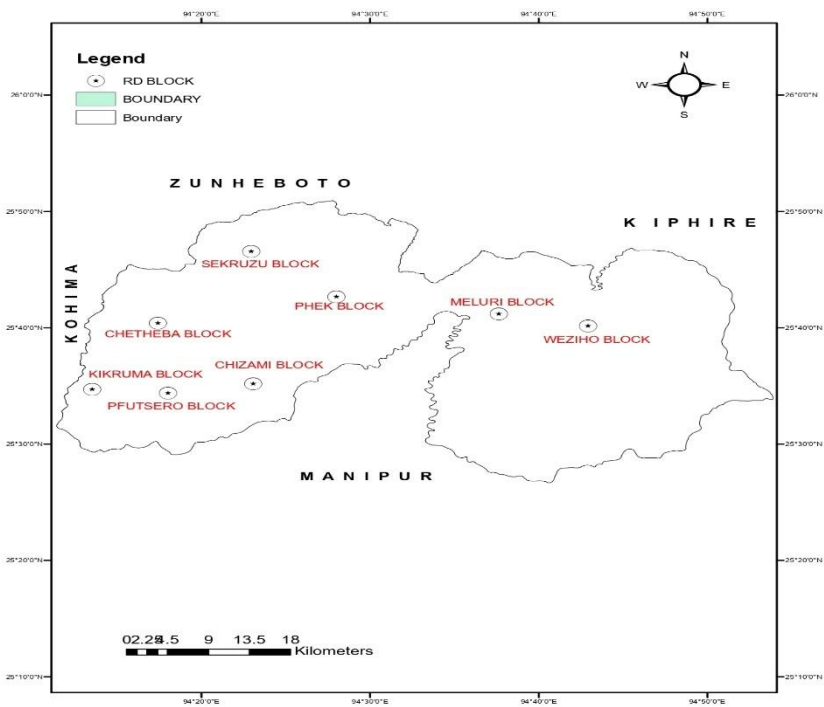 94°20'0"E 94°30'0"E 94°40'0"E 94°50'0"E
Legend
RD BLOCK
BOUNDARY
Boundary
N
W E
S
26°0'0"N 26°0'0"N
ZUNHEBOTO
25°50'0"N 25°50'0"N
KIPHIRE
SEKRUZU BLOCK
KOHIMA
PHEK BLOCK
MELURI BLOCK
25°40'0"N 25°40'0"N
CHETHEBA BLOCK
WEZIHO BLOCK
CHIZAMI BLOCK
KIKRUMA BLOCK
PFUTSERO BLOCK
25°30'0"N 25°30'0"N
MANIPUR
25°20'0"N 25°20'0"N
02.254.5 9 13.5 18
Kilometers
25°10'0"N 25°10'0"N
94°20'0"E 94°30'0"E 94°40'0"E 94°50'0"E